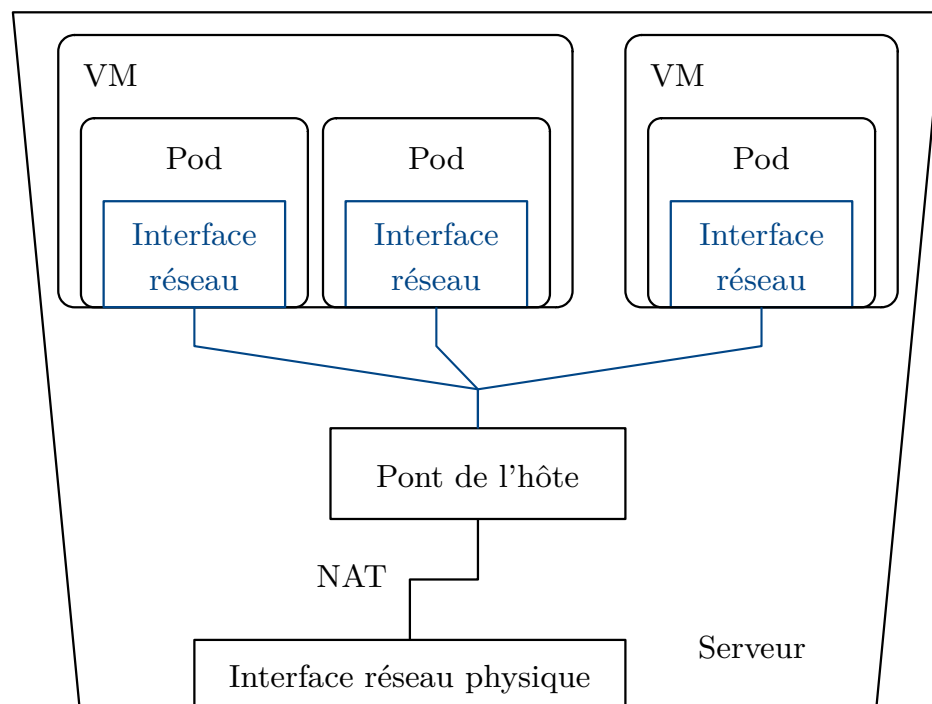 VM
VM
Pod
Pod
Pod
Interface
réseau
Interface
réseau
Interface
réseau
Pont de l'hôte
NAT
Serveur
Interface réseau physique